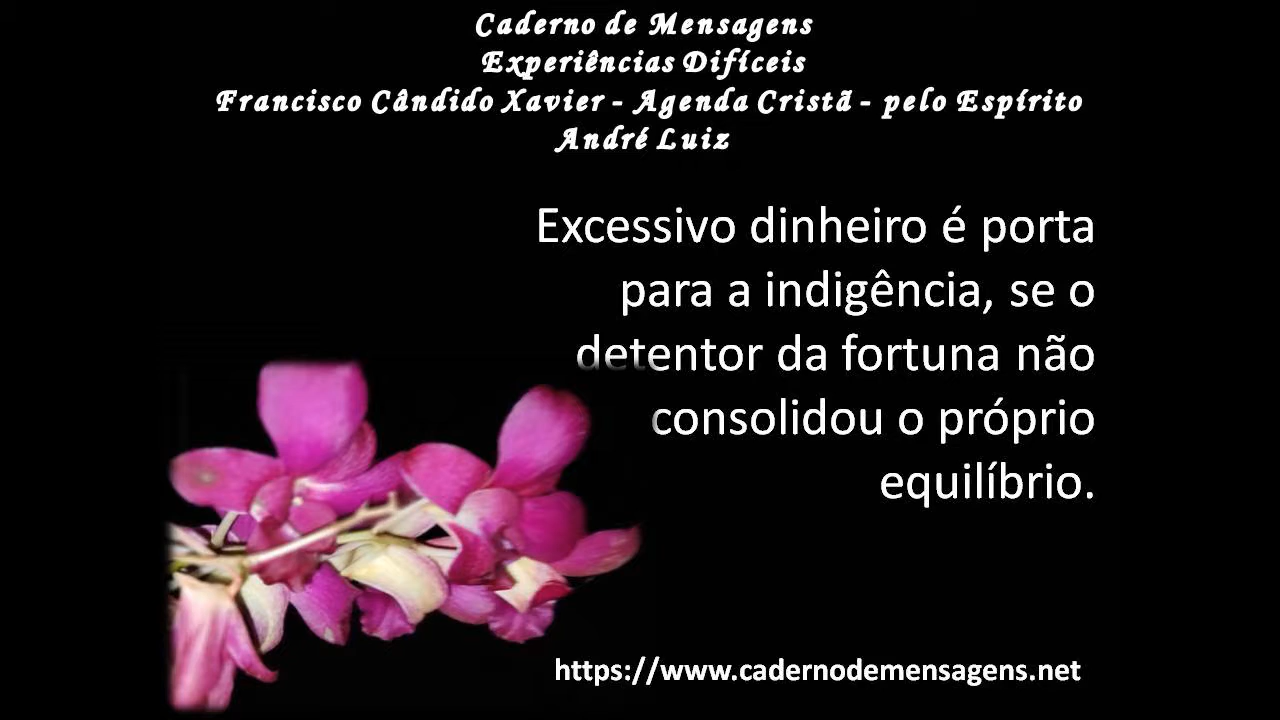 Caderno de Mensagens
Experiências Difíceis
Francisco Cândido Xavier - Agenda Cristã - pelo Espírito
André Luiz
Excessivo dinheiro é porta
para a indigência, se o
detentor da fortuna não
consolidou o próprio
equilíbrio.
https://www.cadernodemensagens.net